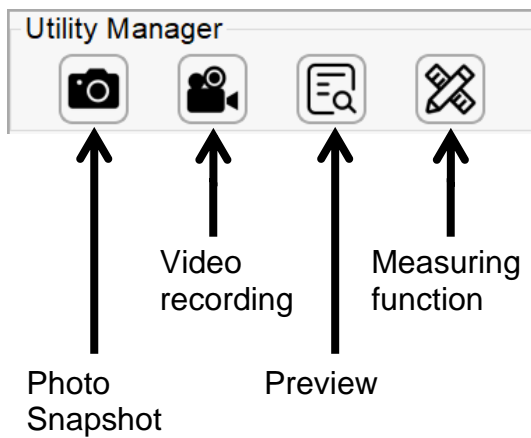 Utility Manager
Video
recording
Measuring
function
Photo
Snapshot
Preview